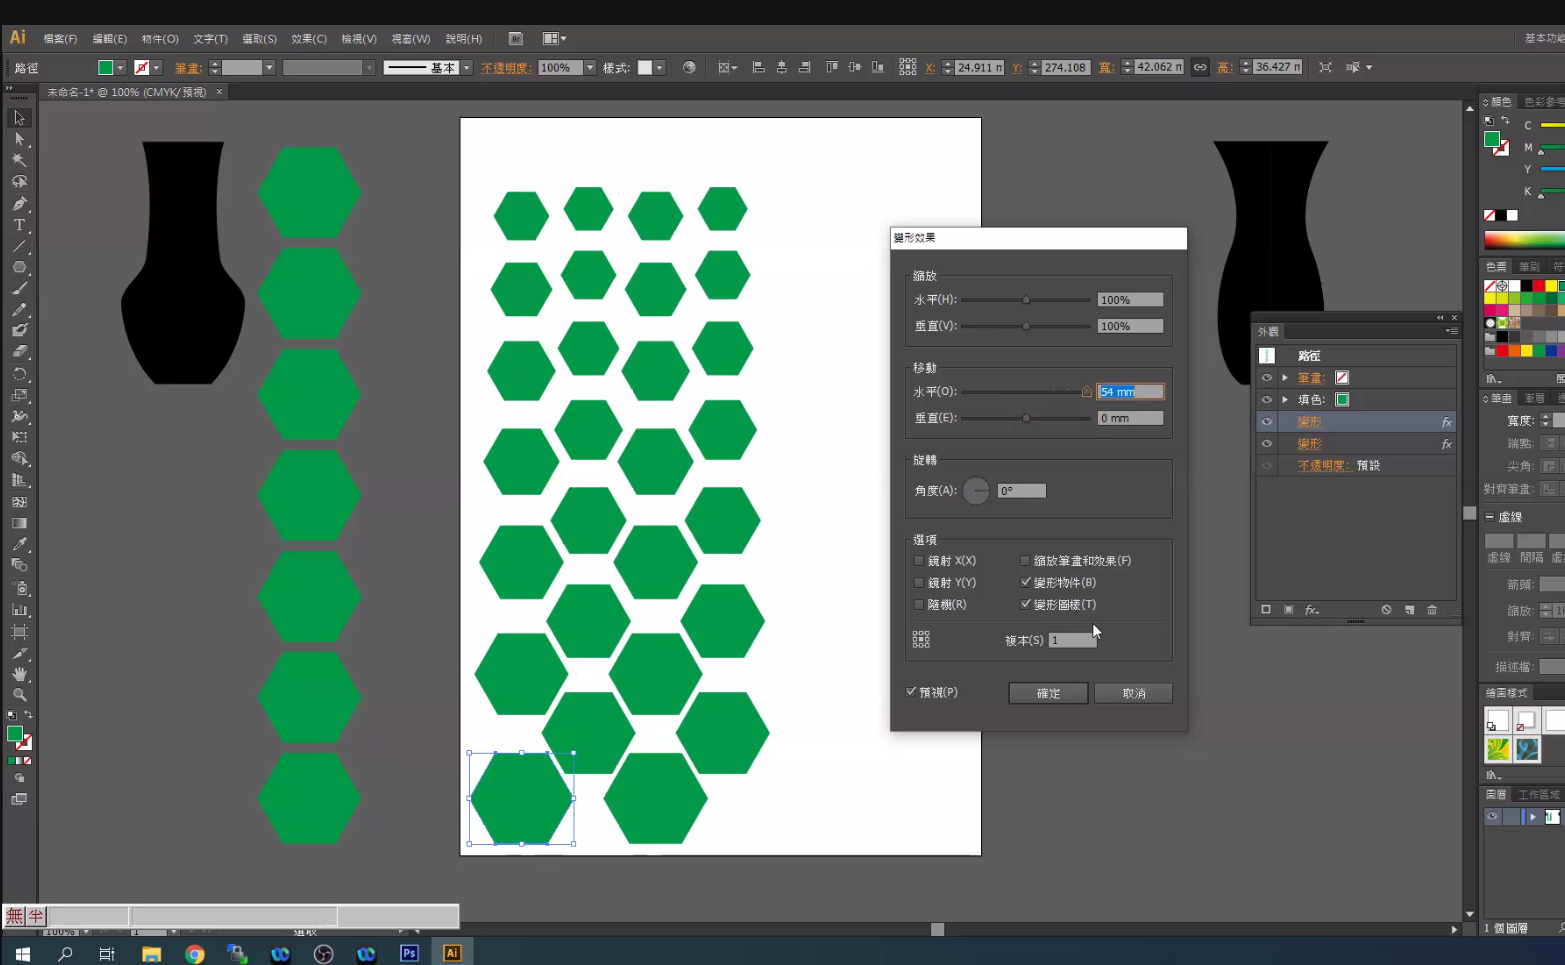 Ai 檔案(F) 編輯(E) 物件(O) 文字(T) 選取(S) 效果(C) 檢視(V) 視窗(W) 說明(H) Br 基本功能
路徑 筆畫: 基本 不透明度: 100% 樣式: X: 24.911 m Y: 274.108 寬: 42.062 m 高: 36.427 m
未命名-1* @ 100% (CMYK/預視) ×
顏色 色彩參考
C
M
Y
K
變形效果
縮放
水平(H): 100%
垂直(V): 100%
移動
水平(O): 54 mm
垂直(E): 0 mm
旋轉
角度(A): 0°
選項
鏡射 X(X) 縮放筆畫和效果(F)
鏡射 Y(Y) 變形物件(B)
隨機(R) 變形圖樣(T)
複本(S) 1
預視(P) 確定 取消
色票 筆刷 符
外觀
路徑
筆畫:
填色:
變形 fx
變形 fx
不透明度: 預設
fx
筆畫 漸層 透
寬度:
端點:
尖角:
對齊筆畫:
虛線
虛線 間隔 虛
箭頭:
縮放: 10
對齊:
描述檔:
繪圖樣式
圖層 工作區域
1 個圖層
無 半
100% 1 選取
Ps Ai